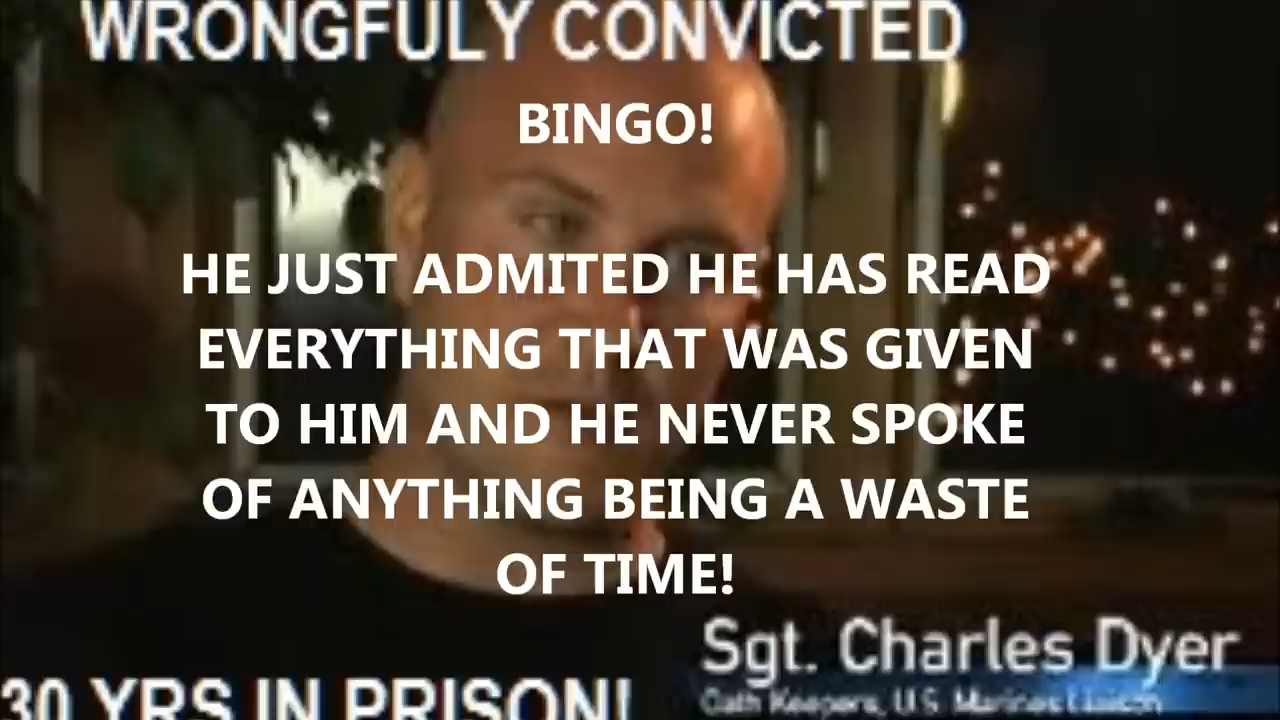 WRONGFULY CONVICTED
BINGO!
HE JUST ADMITED HE HAS READ
EVERYTHING THAT WAS GIVEN
TO HIM AND HE NEVER SPOKE
OF ANYTHING BEING A WASTE
OF TIME!
Sgt. Charles Dyer
Oath Keepers, U.S. Marines Liaison
30 YRS IN PRISON!